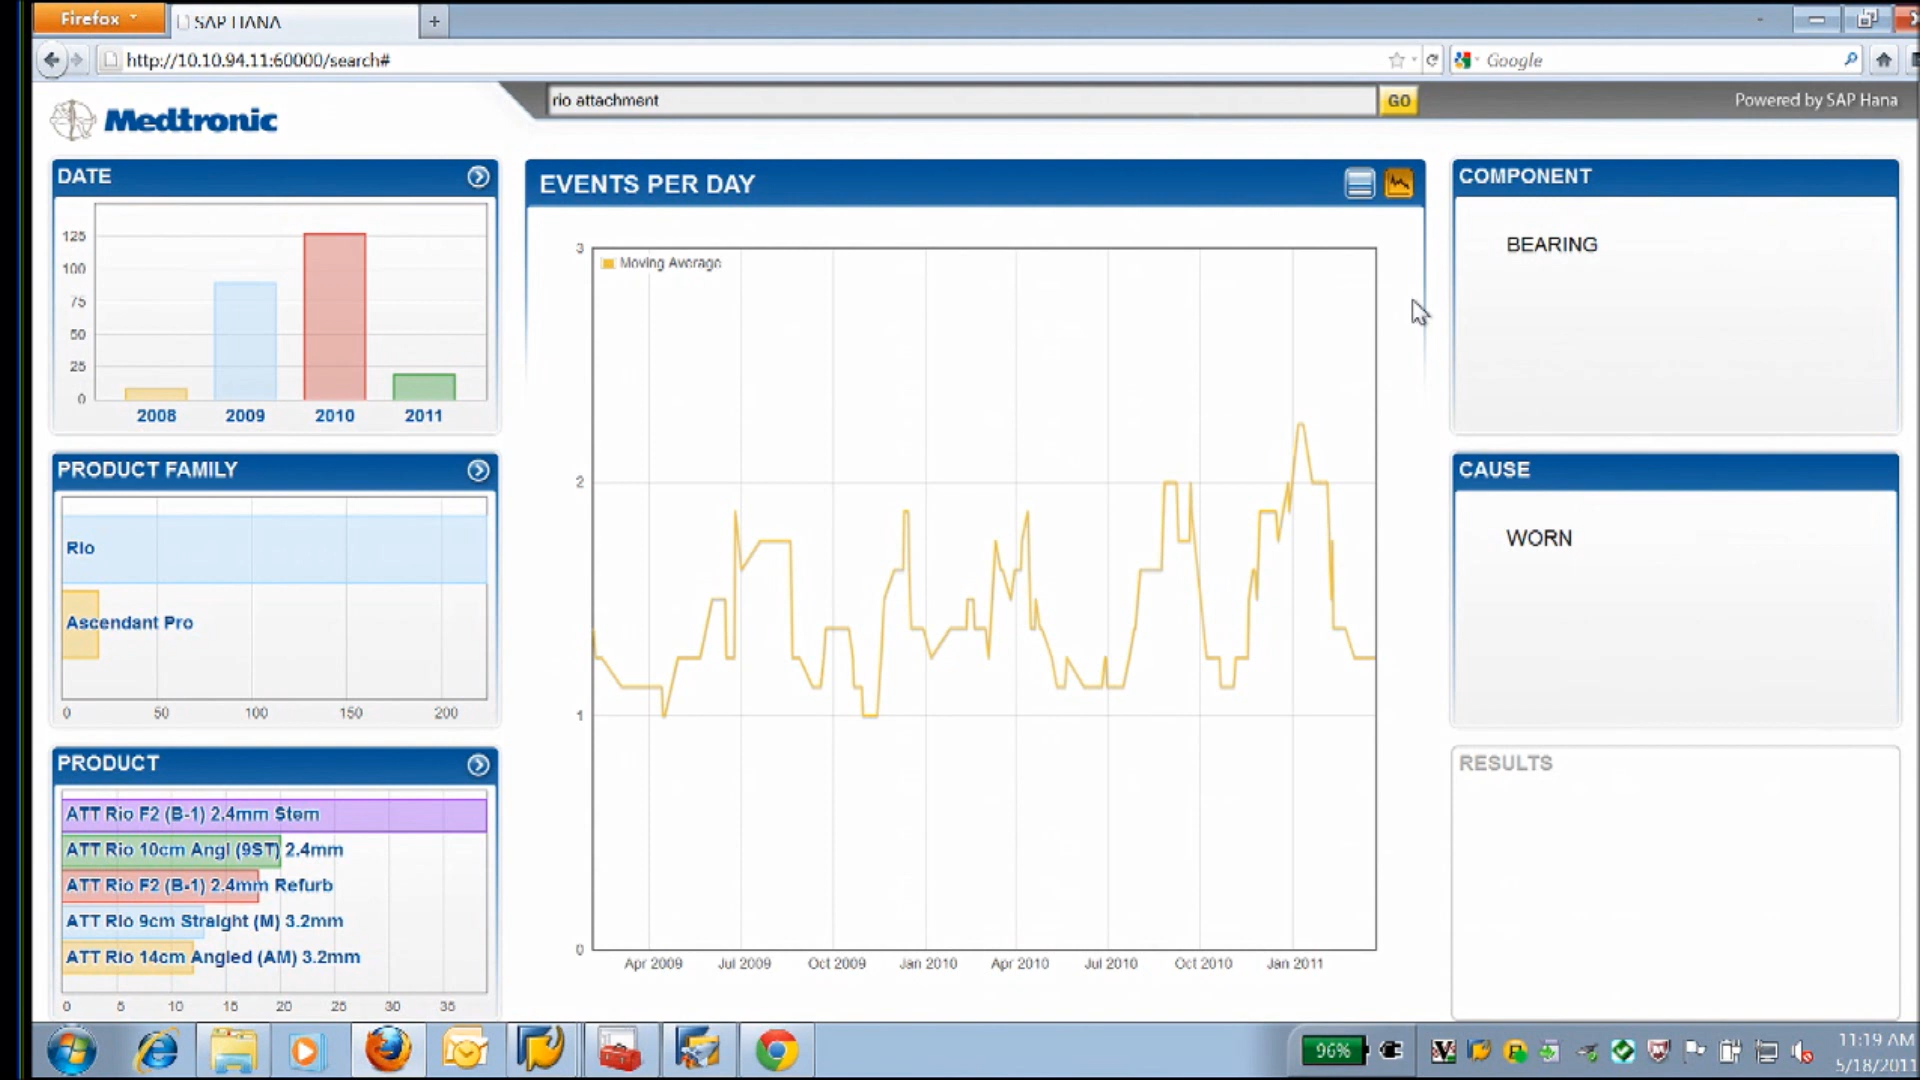 Firefox
SAP HANA
+
http://10.10.94.11:60000/search#
Google
Medtronic
rio attachment
GO
Powered by SAP Hana
DATE
125
100
75
50
25
0
2008 2009 2010 2011
PRODUCT FAMILY
RIo
Ascendant Pro
0 50 100 150 200
PRODUCT
ATT Rio F2 (B-1) 2.4mm Stem
ATT Rio 10cm Angl (9ST) 2.4mm
ATT Rio F2 (B-1) 2.4mm Refurb
ATT RIo 9cm Straight (M) 3.2mm
ATT Rio 14cm Angled (AM) 3.2mm
0 5 10 15 20 25 30 35
EVENTS PER DAY
Moving Average
3
2
1
0
Apr 2009 Jul 2009 Oct 2009 Jan 2010 Apr 2010 Jul 2010 Oct 2010 Jan 2011
COMPONENT
BEARING
CAUSE
WORN
RESULTS
96%
11:19 AM
5/18/2011